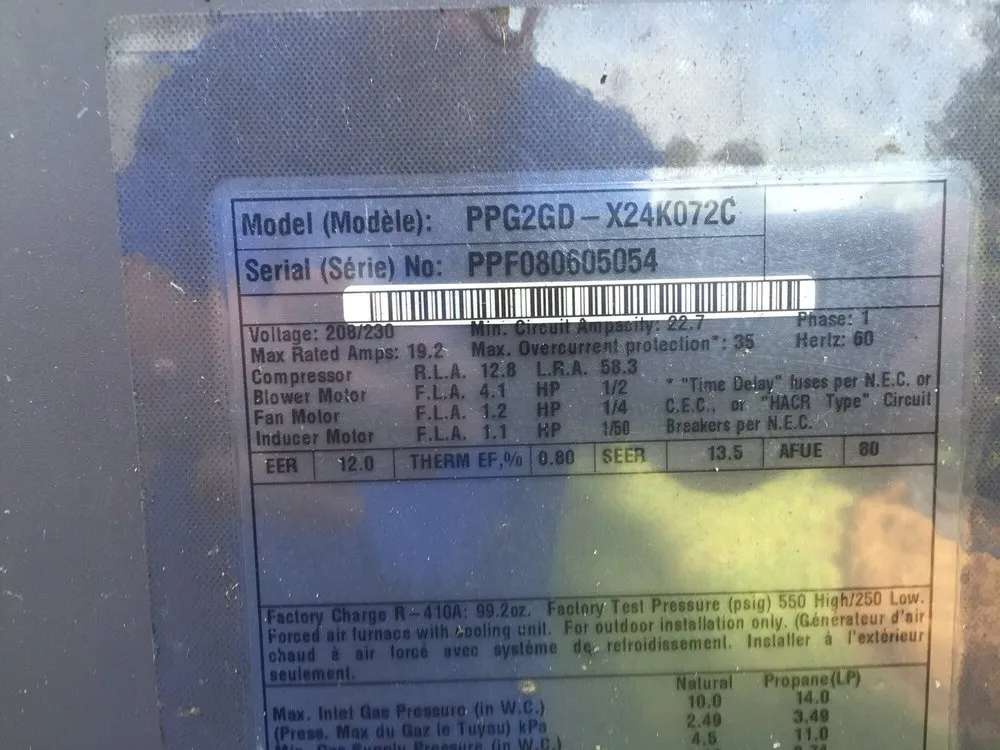 Model (Modèle): PPG2GD-X24K072C
Serial (Série) No: PPF080605054
Voltage: 208/230 Min. Circuit Ampacity: 22.7 Phase: 1
Max Rated Amps: 19.2 Max. Overcurrent protection*: 35 Hertz: 60
Compressor R.L.A. 12.8 L.R.A. 58.3
Blower Motor F.L.A. 4.1 HP 1/2 * "Time Delay" fuses per N.E.C. or
Fan Motor F.L.A. 1.2 HP 1/4 C.E.C., or "HACR Type" Circuit
Inducer Motor F.L.A. 1.1 HP 1/50 Breakers per N.E.C.
EER 12.0 THERM EF,% 0.80 SEER 13.5 AFUE 80
Factory Charge R-410A: 99.2oz. Factory Test Pressure (psig) 550 High/250 Low.
Forced air furnace with cooling unit. For outdoor installation only. (Générateur d'air
chaud à air forcé avec système de refroidissement. Installer à l'extérieur
seulement.
Natural Propane(LP)
Max. Inlet Gas Pressure (in W.C.) 10.0 14.0
(Press. Max du Gaz le Tuyau) kPa 2.49 3.49
Min. Gas Supply Pressure (in W.C.) 4.5 11.0